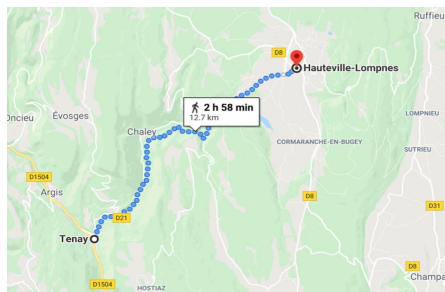 Ruffieu
D8
Hauteville-Lompnes
2 h 58 min
12.7 km
LOMPNIEU
Oncieu
Évosges
Chaley
CORMARANCHE-EN-BUGEY
SUTRIEU
D1504
Argis
D8
D31
D21
Tenay
D8
D1504
HOSTIAZ
Champa